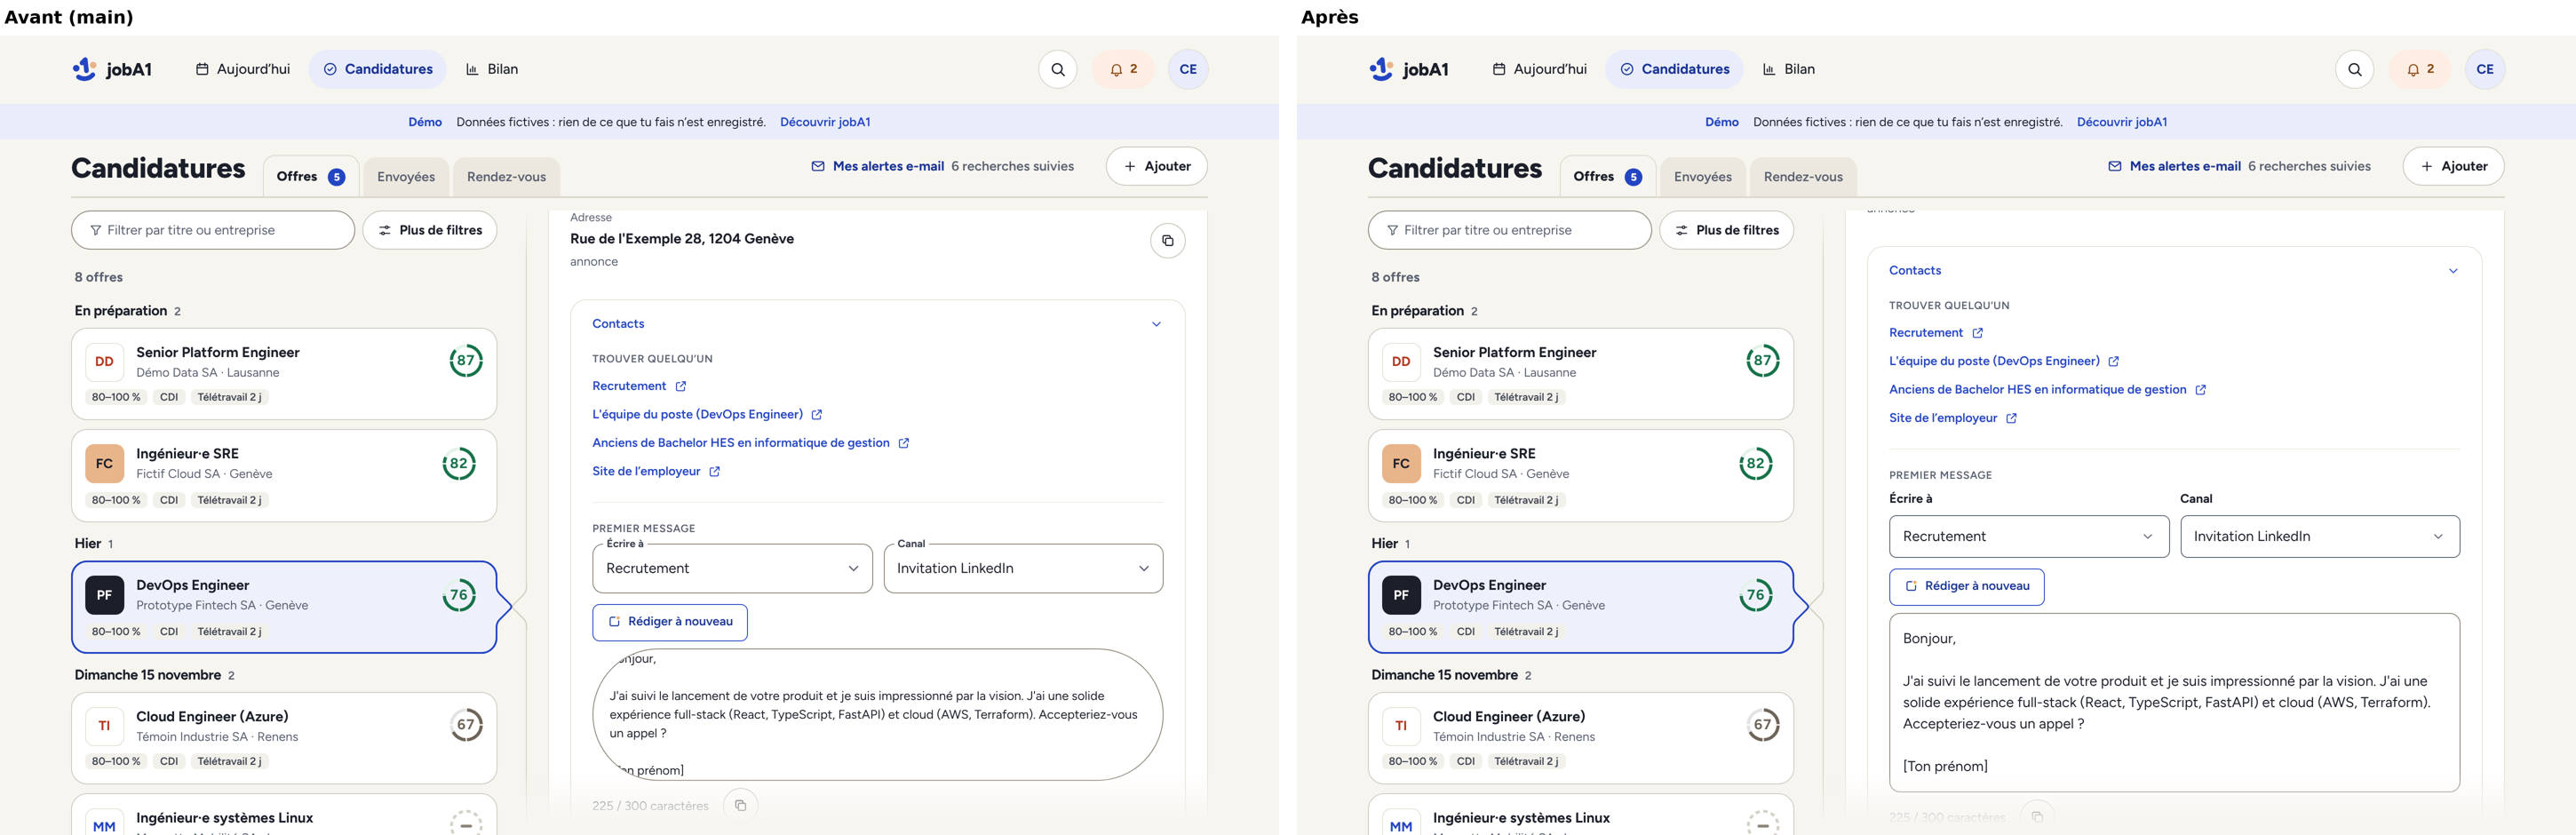 Avant (main)
jobA1
Aujourd'hui
Candidatures
Bilan
2
CE
Démo Données fictives : rien de ce que tu fais n'est enregistré. Découvrir jobA1
Candidatures
Offres 5
Envoyées
Rendez-vous
Mes alertes e-mail 6 recherches suivies
Ajouter
Filtrer par titre ou entreprise
Plus de filtres
8 offres
En préparation 2
DD
Senior Platform Engineer
Démo Data SA · Lausanne
87
80–100 % CDI Télétravail 2 j
FC
Ingénieur·e SRE
Fictif Cloud SA · Genève
82
80–100 % CDI Télétravail 2 j
Hier 1
PF
DevOps Engineer
Prototype Fintech SA · Genève
76
80–100 % CDI Télétravail 2 j
Dimanche 15 novembre 2
TI
Cloud Engineer (Azure)
Témoin Industrie SA · Renens
67
80–100 % CDI Télétravail 2 j
MM
Ingénieur·e systèmes Linux
Adresse
Rue de l'Exemple 28, 1204 Genève
annonce
Contacts
TROUVER QUELQU'UN
Recrutement
L'équipe du poste (DevOps Engineer)
Anciens de Bachelor HES en informatique de gestion
Site de l'employeur
PREMIER MESSAGE
Écrire à
Recrutement
Canal
Invitation LinkedIn
Rédiger à nouveau
onjour,
J'ai suivi le lancement de votre produit et je suis impressionné par la vision. J'ai une solide
expérience full-stack (React, TypeScript, FastAPI) et cloud (AWS, Terraform). Accepteriez-vous
un appel ?
on prénom]
225 / 300 caractères
Après
jobA1
Aujourd'hui
Candidatures
Bilan
2
CE
Démo Données fictives : rien de ce que tu fais n'est enregistré. Découvrir jobA1
Candidatures
Offres 5
Envoyées
Rendez-vous
Mes alertes e-mail 6 recherches suivies
Ajouter
Filtrer par titre ou entreprise
Plus de filtres
8 offres
En préparation 2
DD
Senior Platform Engineer
Démo Data SA · Lausanne
87
80–100 % CDI Télétravail 2 j
FC
Ingénieur·e SRE
Fictif Cloud SA · Genève
82
80–100 % CDI Télétravail 2 j
Hier 1
PF
DevOps Engineer
Prototype Fintech SA · Genève
76
80–100 % CDI Télétravail 2 j
Dimanche 15 novembre 2
TI
Cloud Engineer (Azure)
Témoin Industrie SA · Renens
67
80–100 % CDI Télétravail 2 j
MM
Ingénieur·e systèmes Linux
annonce
Contacts
TROUVER QUELQU'UN
Recrutement
L'équipe du poste (DevOps Engineer)
Anciens de Bachelor HES en informatique de gestion
Site de l'employeur
PREMIER MESSAGE
Écrire à
Recrutement
Canal
Invitation LinkedIn
Rédiger à nouveau
Bonjour,
J'ai suivi le lancement de votre produit et je suis impressionné par la vision. J'ai une
solide expérience full-stack (React, TypeScript, FastAPI) et cloud (AWS, Terraform).
Accepteriez-vous un appel ?
[Ton prénom]
225 / 300 caractères